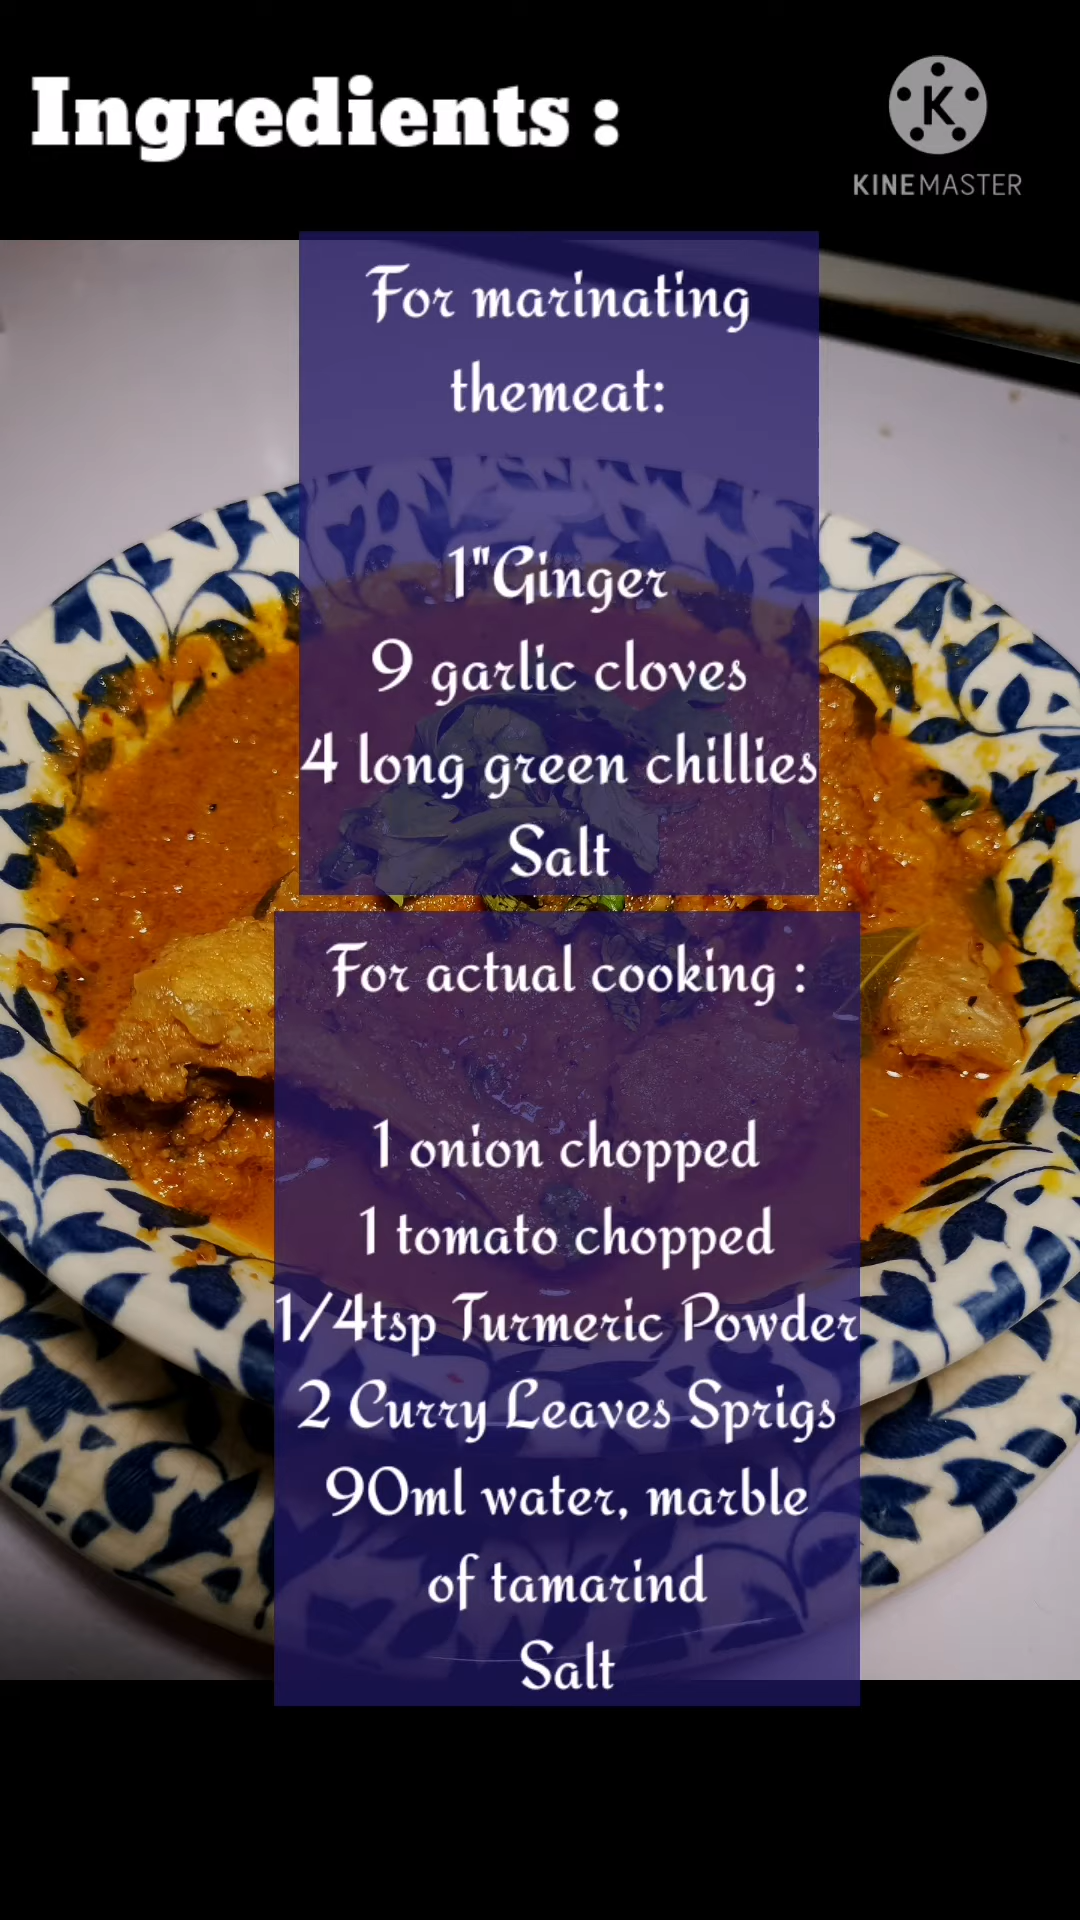 Ingredients :
K
KINEMASTER
For marinating
themeat:
1"Ginger
9 garlic cloves
4 long green chillies
Salt
For actual cooking :
1 onion chopped
1 tomato chopped
1/4tsp Turmeric Powder
2 Curry Leaves Sprigs
90ml water, marble
of tamarind
Salt